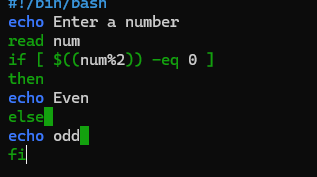 #!/bin/bash
echo Enter a number
read num
if [ $((num%2)) -eq 0 ]
then
echo Even
else
echo odd
fi